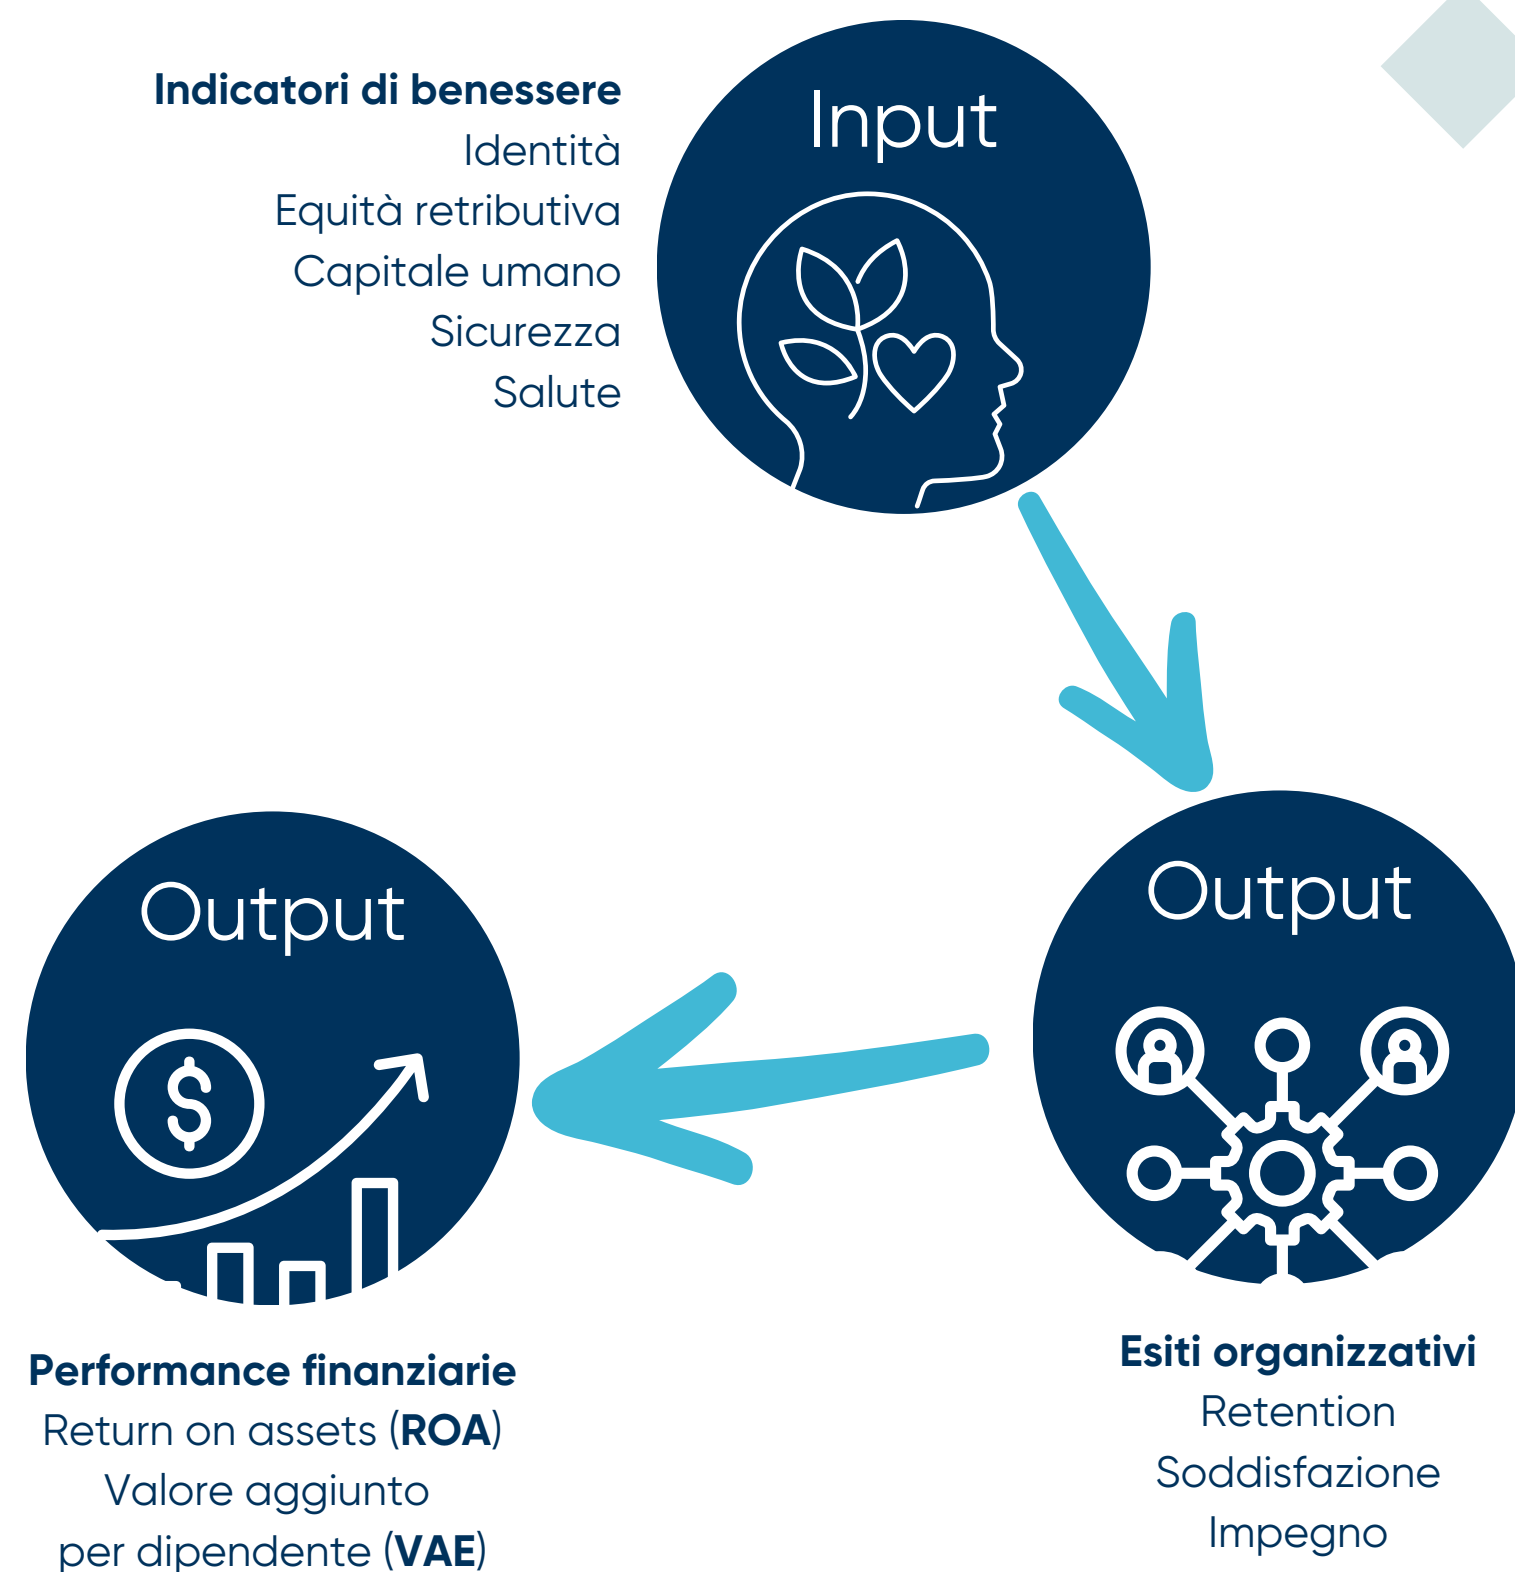 Indicatori di benessere
Identità
Equità retributiva
Capitale umano
Sicurezza
Salute
Input
Output
Esiti organizzativi
Retention
Soddisfazione
Impegno
Output
$
Performance finanziarie
Return on assets (ROA)
Valore aggiunto
per dipendente (VAE)